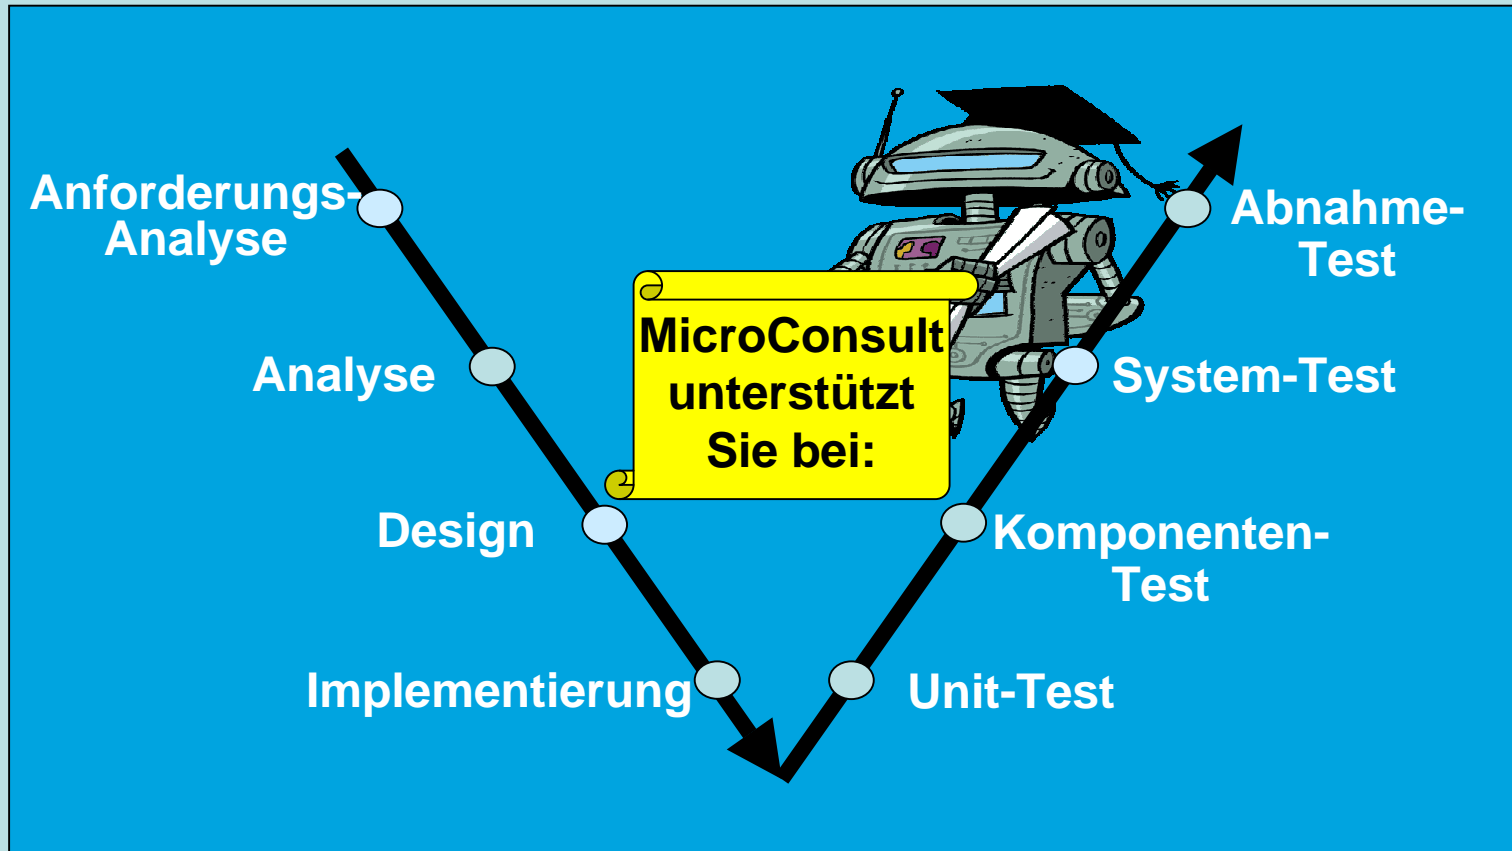 Anforderungs-
Analyse
Analyse
Design
Implementierung
MicroConsult
unterstützt
Sie bei:
Abnahme-
Test
System-Test
Komponenten-
Test
Unit-Test